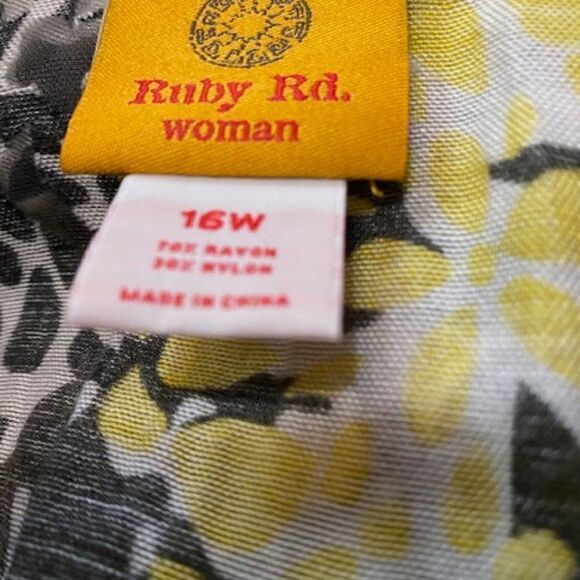 Ruby Rd.
woman
16W
70% RAYON
30% NYLON
MADE IN CHINA